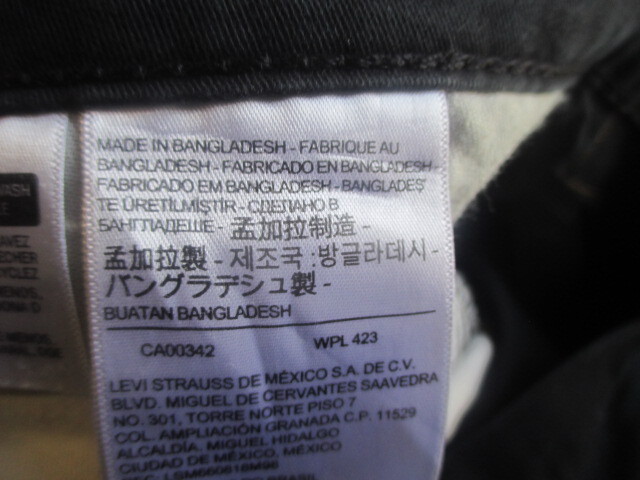 MADE IN BANGLADESH - FABRIQUE AU
BANGLADESH - FABRICADO EN BANGLADESH -
FABRICADO EM BANGLADESH - BANGLADEŞ'
TE ÜRETİLMİŞTİR - СДЕЛАНО В
БАНГЛАДЕШЕ - 孟加拉制造 -
孟加拉製 - 제조국 : 방글라데시 -
バングラデシュ製 -
BUATAN BANGLADESH
CA00342 WPL 423
LEVI STRAUSS DE MÉXICO S.A. DE C.V.
BLVD. MIGUEL DE CERVANTES SAAVEDRA
NO. 301, TORRE NORTE PISO 7
COL. AMPLIACIÓN GRANADA C.P. 11529
ALCALDÍA. MIGUEL HIDALGO
CIUDAD DE MÉXICO, MÉXICO